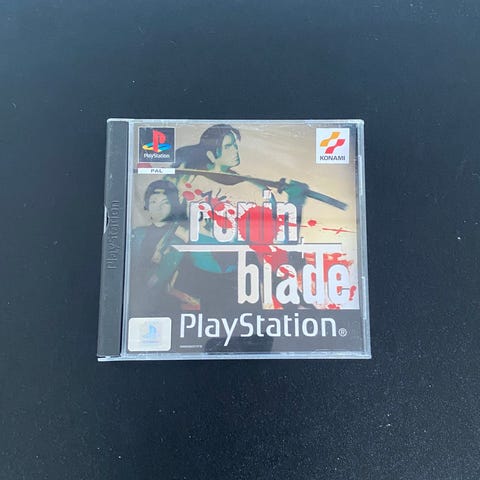 PlayStation
PlayStation
PAL
KONAMI
ronin
blade
PlayStation®